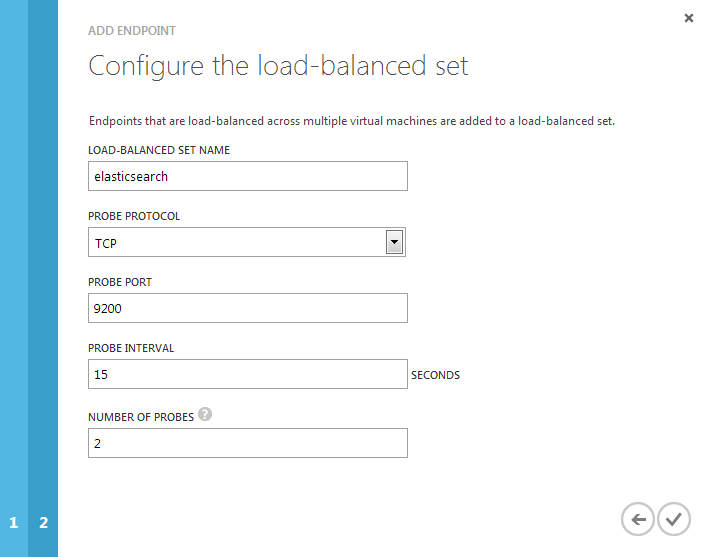 ADD ENDPOINT
Configure the load-balanced set
Endpoints that are load-balanced across multiple virtual machines are added to a load-balanced set.
LOAD-BALANCED SET NAME
elasticsearch
PROBE PROTOCOL
TCP
PROBE PORT
9200
PROBE INTERVAL
15 SECONDS
NUMBER OF PROBES ?
2
1 2